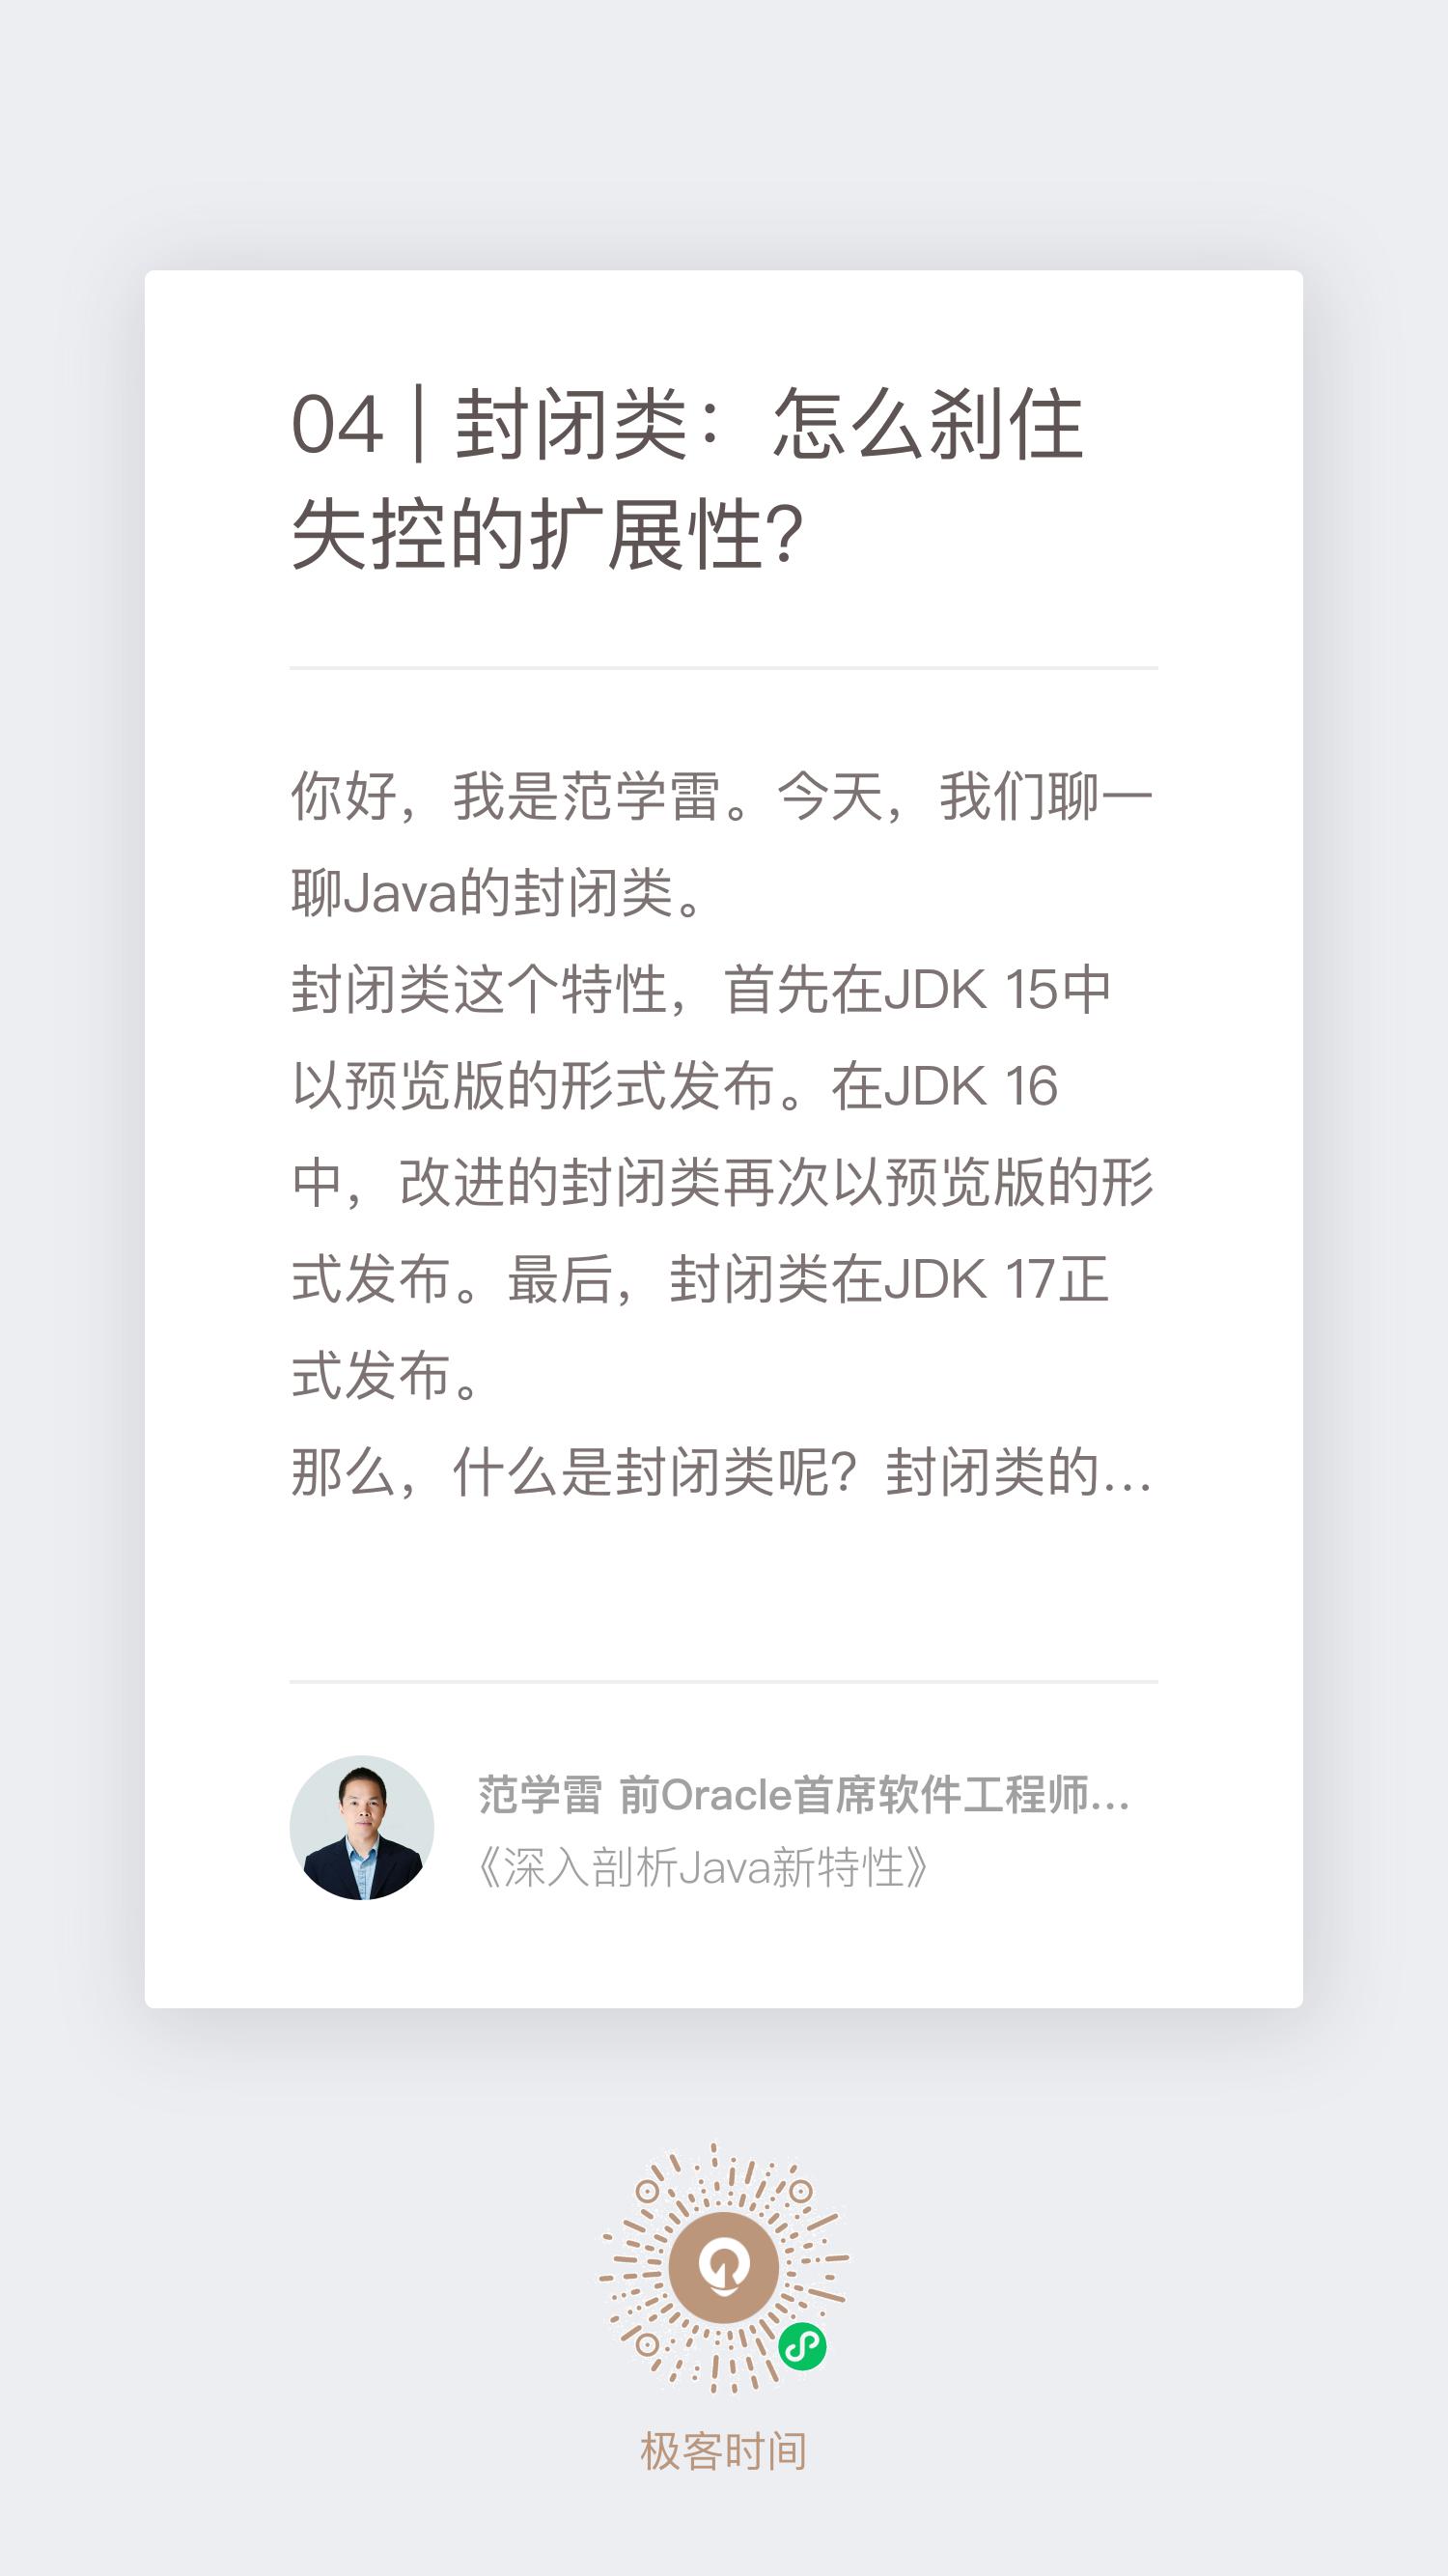 04 | 封闭类：怎么刹住
失控的扩展性？
你好，我是范学雷。今天，我们聊一
聊Java的封闭类。
封闭类这个特性，首先在JDK 15中
以预览版的形式发布。在JDK 16
中，改进的封闭类再次以预览版的形
式发布。最后，封闭类在JDK 17正
式发布。
那么，什么是封闭类呢？封闭类的...
范学雷 前Oracle首席软件工程师...
《深入剖析Java新特性》
极客时间